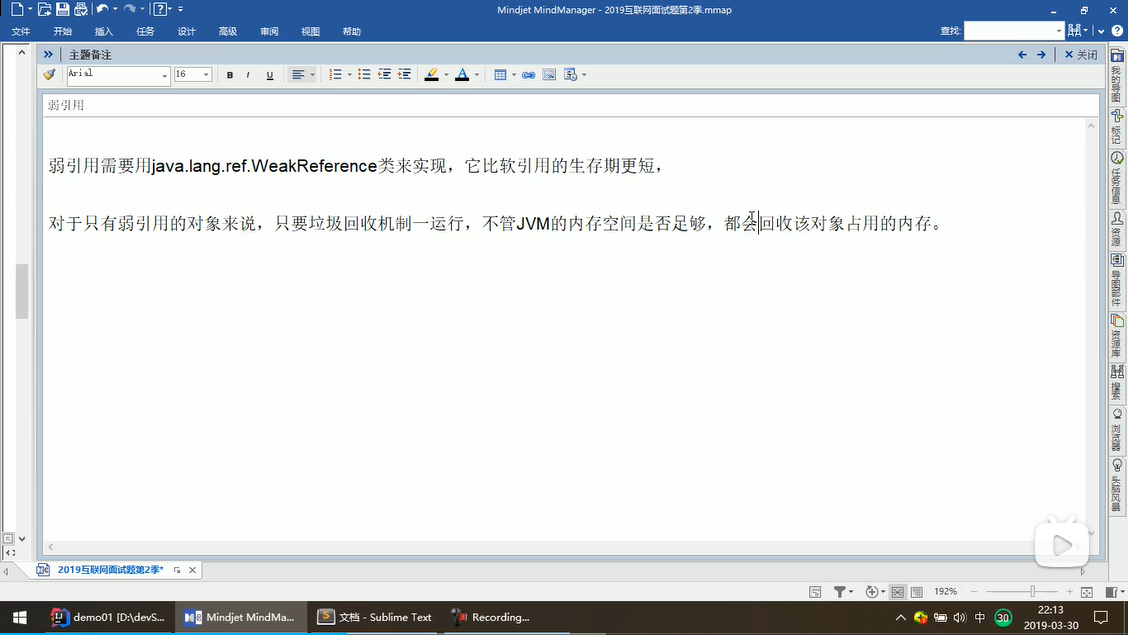 Mindjet MindManager - 2019互联网面试题第2季.mmap
文件 开始 插入 任务 设计 高级 审阅 视图 帮助 查找:
主题备注 关闭
Arial 16 B I U A
弱引用
弱引用需要用java.lang.ref.WeakReference类来实现，它比软引用的生存期更短，
对于只有弱引用的对象来说，只要垃圾回收机制一运行，不管JVM的内存空间是否足够，都会回收该对象占用的内存。
我的导图
标记
任务信息
资源
导图部件
资源库
搜索
浏览器
头脑风暴
2019互联网面试题第2季*
192%
demo01 [D:\devS... Mindjet MindMa... 文档 - Sublime Text Recording... 中 30 22:13
2019-03-30